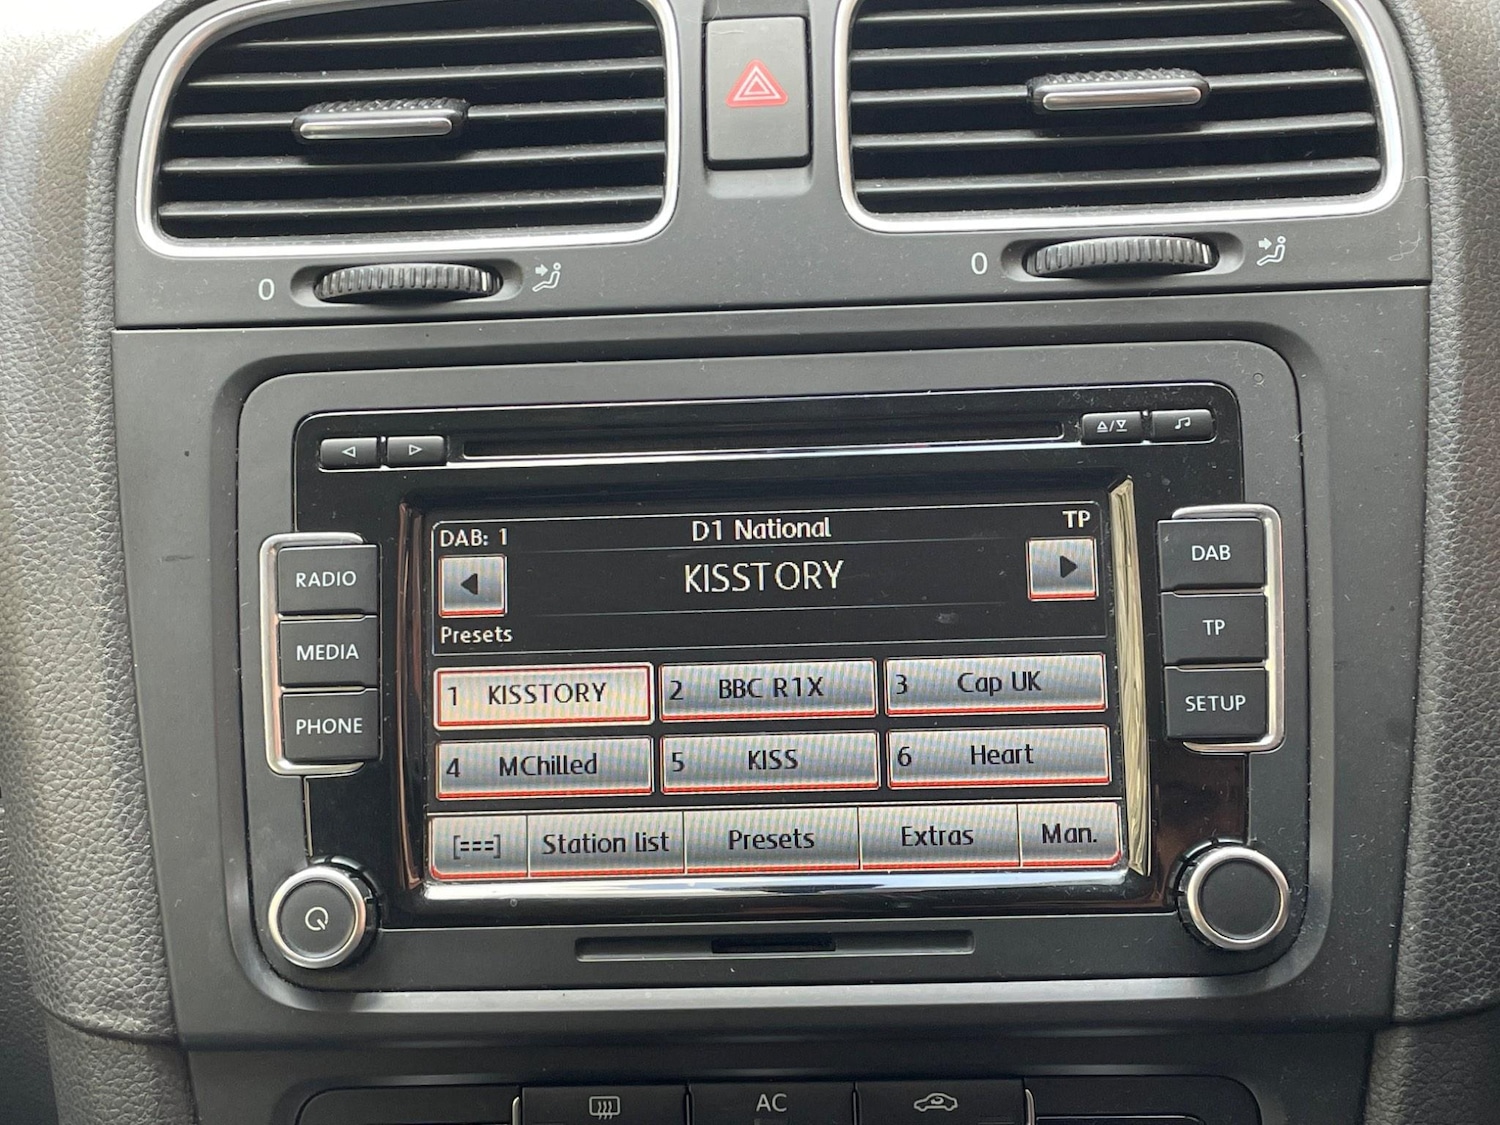 0
0
DAB: 1
D1 National
TP
KISSTORY
Presets
1 KISSTORY
2 BBC R1X
3 Cap UK
4 MChilled
5 KISS
6 Heart
[===]
Station list
Presets
Extras
Man.
RADIO
MEDIA
PHONE
DAB
TP
SETUP
AC